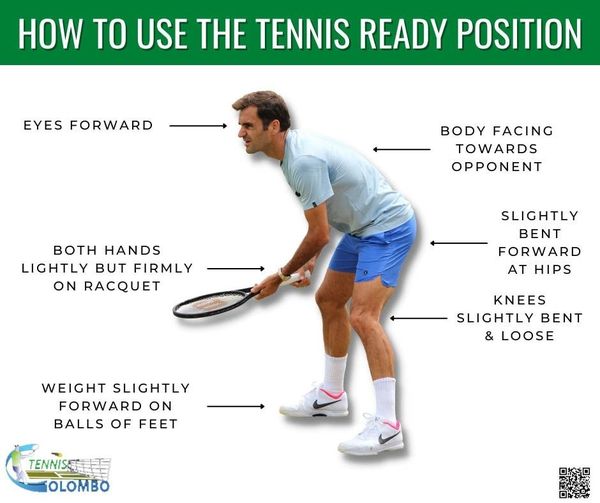 HOW TO USE THE TENNIS READY POSITION
EYES FORWARD
BODY FACING
TOWARDS
OPPONENT
SLIGHTLY
BENT
FORWARD
AT HIPS
BOTH HANDS
LIGHTLY BUT FIRMLY
ON RACQUET
KNEES
SLIGHTLY BENT
& LOOSE
WEIGHT SLIGHTLY
FORWARD ON
BALLS OF FEET
TENNIS
COLOMBO